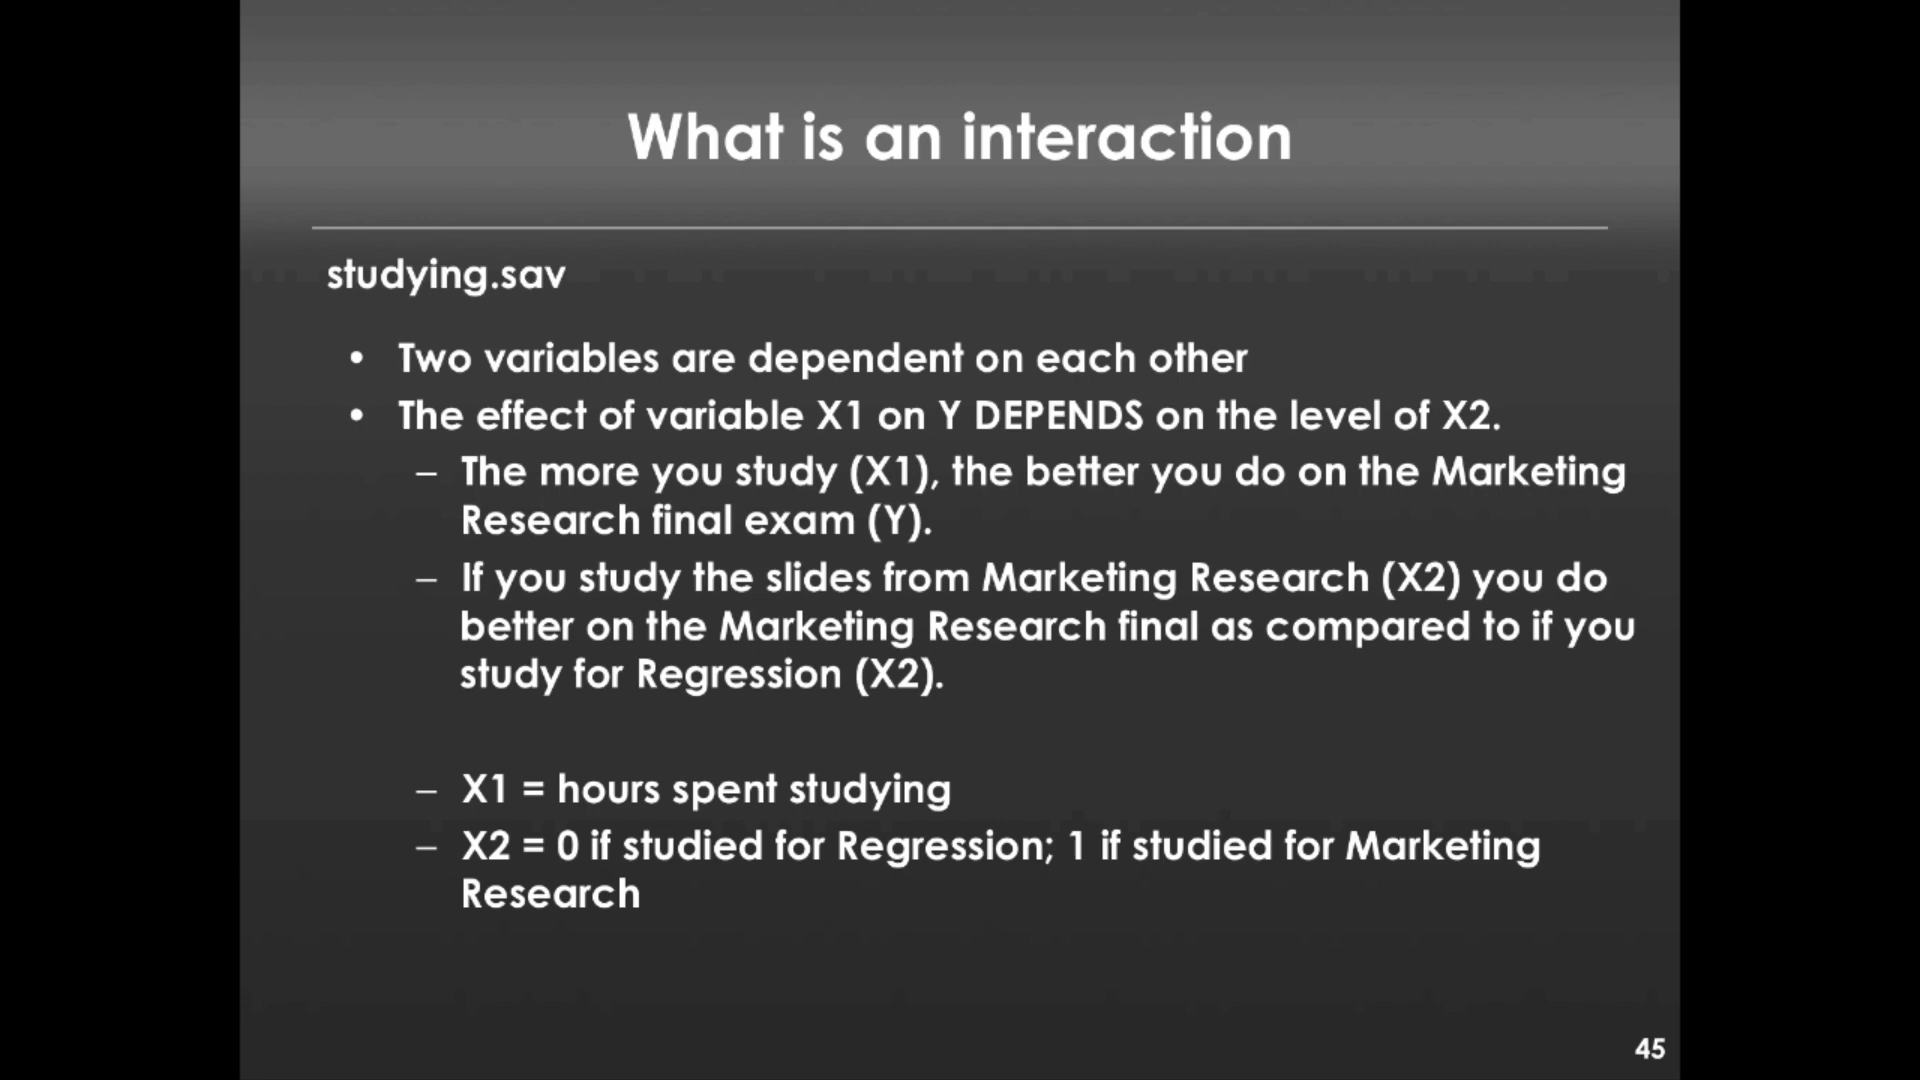 What is an interaction
studying.sav
• Two variables are dependent on each other
• The effect of variable X1 on Y DEPENDS on the level of X2.
– The more you study (X1), the better you do on the Marketing
Research final exam (Y).
– If you study the slides from Marketing Research (X2) you do
better on the Marketing Research final as compared to if you
study for Regression (X2).
– X1 = hours spent studying
– X2 = 0 if studied for Regression; 1 if studied for Marketing
Research
45